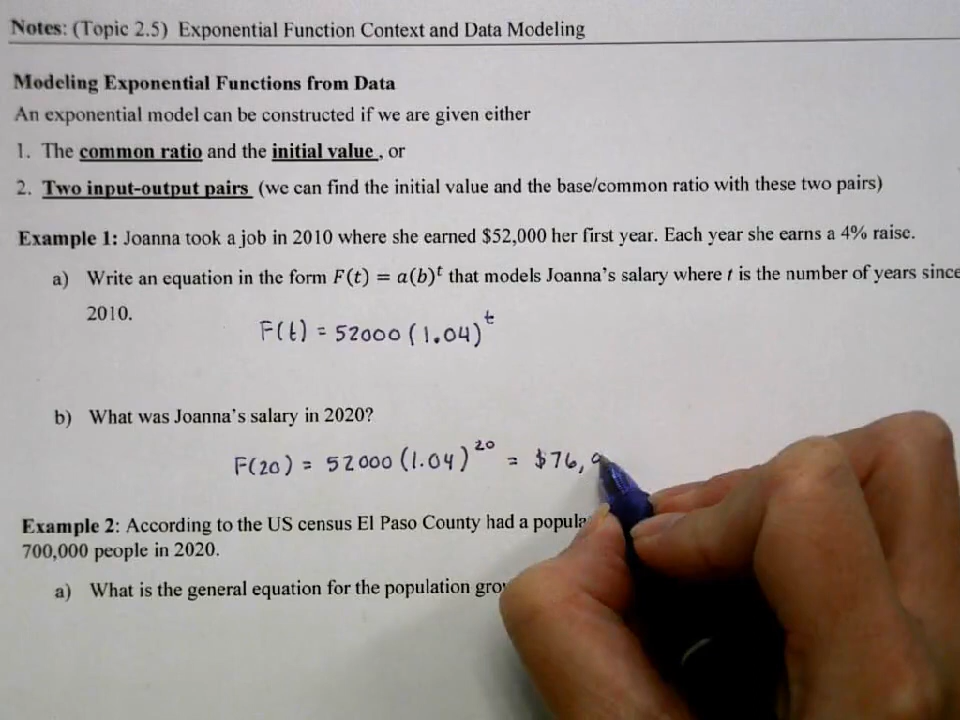 Notes: (Topic 2.5) Exponential Function Context and Data Modeling
Modeling Exponential Functions from Data
An exponential model can be constructed if we are given either
1. The common ratio and the initial value , or
2. Two input-output pairs (we can find the initial value and the base/common ratio with these two pairs)
Example 1: Joanna took a job in 2010 where she earned $52,000 her first year. Each year she earns a 4% raise.
a) Write an equation in the form F(t) = a(b)^t that models Joanna's salary where t is the number of years since
2010.
F(t) = 52000 (1.04)^t
b) What was Joanna's salary in 2020?
F(20) = 52000 (1.04)^20 = $76,
Example 2: According to the US census El Paso County had a popula
700,000 people in 2020.
a) What is the general equation for the population gro